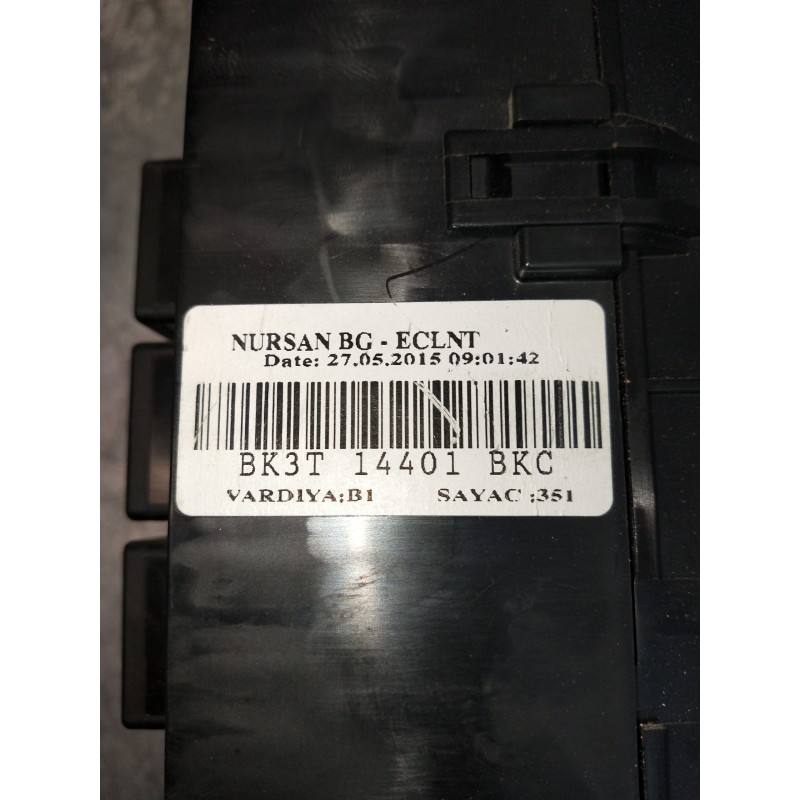 NURSAN BG - ECLNT
Date: 27.05.2015 09:01:42
BK3T 14401 BKC
VARDIYA:B1 SAYAC :351